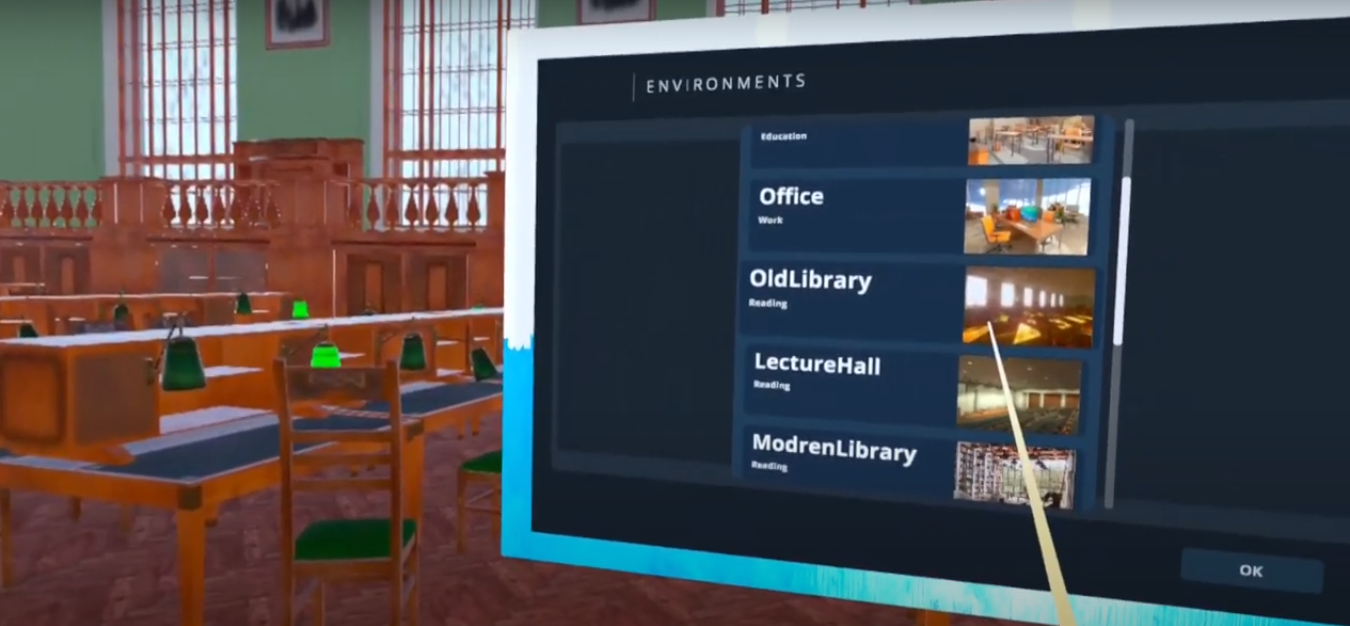 ENVIRONMENTS
Education
Office
Work
OldLibrary
Reading
LectureHall
Reading
ModrenLibrary
Reading
OK